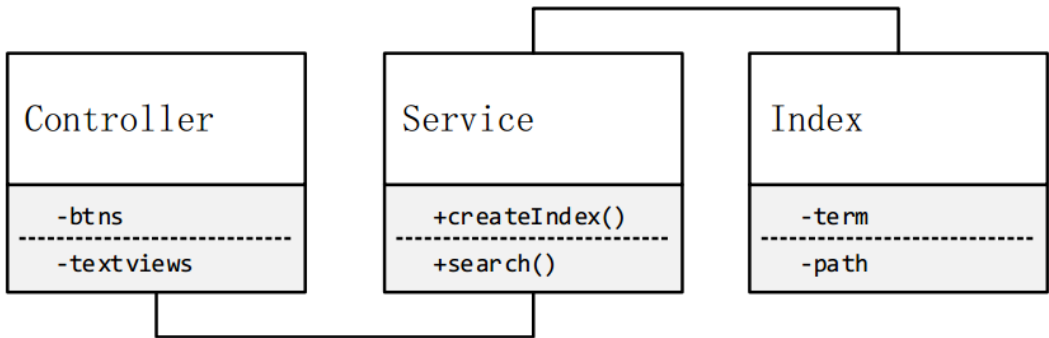 Controller
-btns
-textviews
Service
+createIndex()
+search()
Index
-term
-path